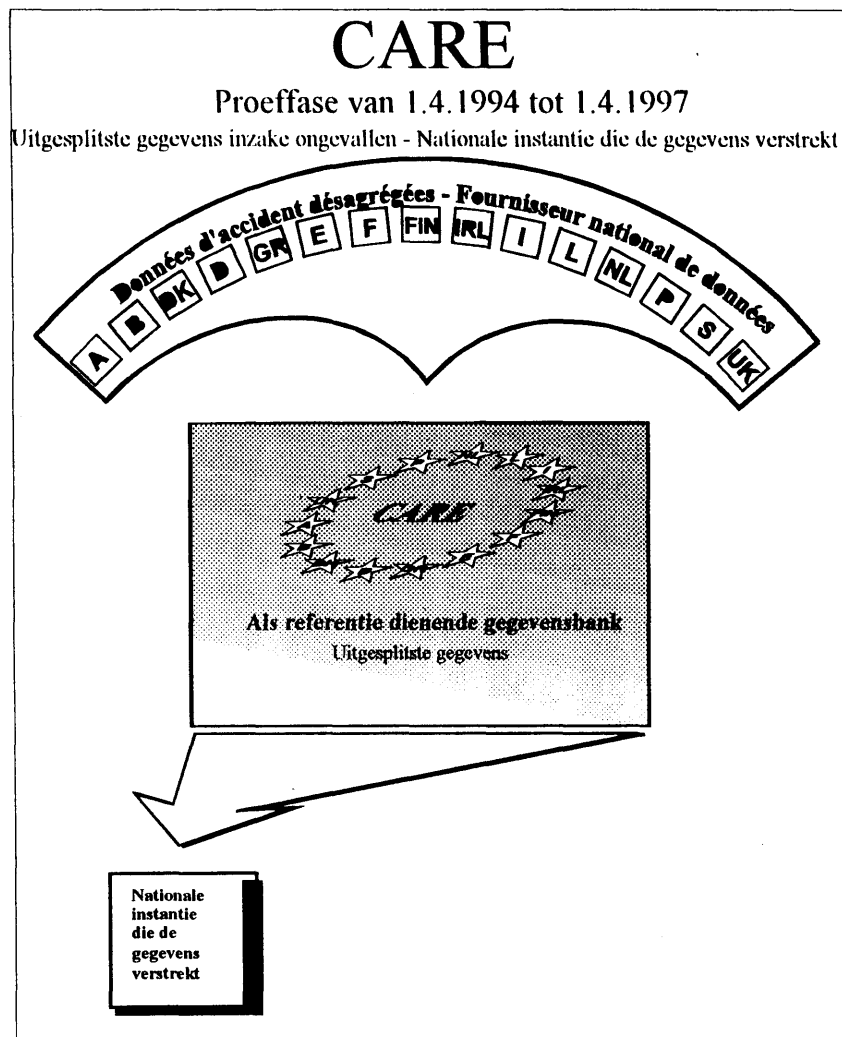 CARE
Proeffase van 1.4.1994 tot 1.4.1997
Uitgesplitste gegevens inzake ongevallen - Nationale instantie die de gegevens verstrekt
Données d'accident désagrégées - Fournisseur national de données
A B DK D GR E F FIN IRL I L NL P S UK
CARE
Als referentie dienende gegevensbank
Uitgesplitste gegevens
Nationale
instantie
die de
gegevens
verstrekt